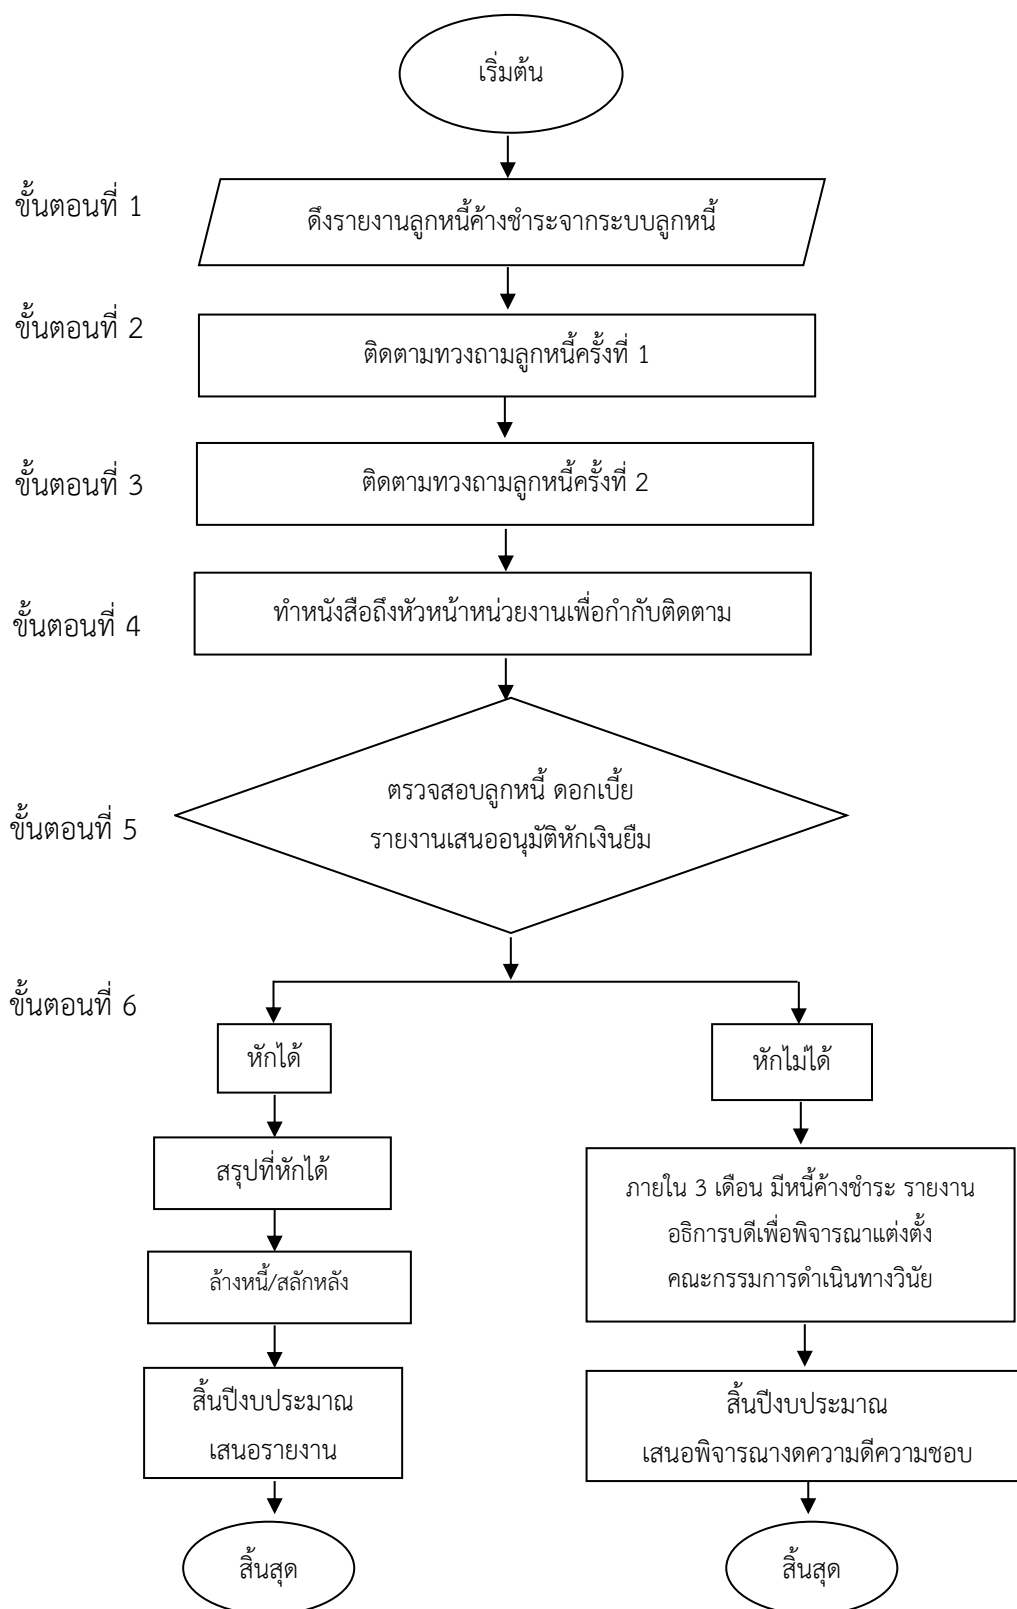 เริ่มต้น
ขั้นตอนที่ 1
ดึงรายงานลูกหนี้ค้างชำระจากระบบลูกหนี้
ขั้นตอนที่ 2
ติดตามทวงถามลูกหนี้ครั้งที่ 1
ขั้นตอนที่ 3
ติดตามทวงถามลูกหนี้ครั้งที่ 2
ขั้นตอนที่ 4
ทำหนังสือถึงหัวหน้าหน่วยงานเพื่อกำกับติดตาม
ขั้นตอนที่ 5
ตรวจสอบลูกหนี้ ดอกเบี้ย
รายงานเสนออนุมัติหักเงินยืม
ขั้นตอนที่ 6
หักได้
สรุปที่หักได้
ล้างหนี้/สลักหลัง
สิ้นปีงบประมาณ
เสนอรายงาน
สิ้นสุด
หักไม่ได้
ภายใน 3 เดือน มีหนี้ค้างชำระ รายงาน
อธิการบดีเพื่อพิจารณาแต่งตั้ง
คณะกรรมการดำเนินทางวินัย
สิ้นปีงบประมาณ
เสนอพิจารณางดความดีความชอบ
สิ้นสุด